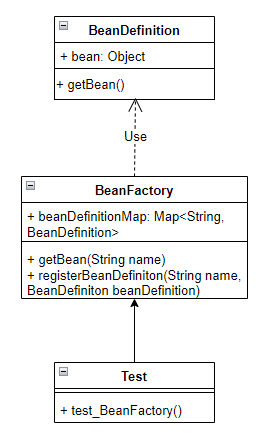 BeanDefinition
+ bean: Object
+ getBean()
Use
BeanFactory
+ beanDefinitionMap: Map<String,
BeanDefinition>
+ getBean(String name)
+ registerBeanDefiniton(String name,
BeanDefiniton beanDefinition)
Test
+ test_BeanFactory()